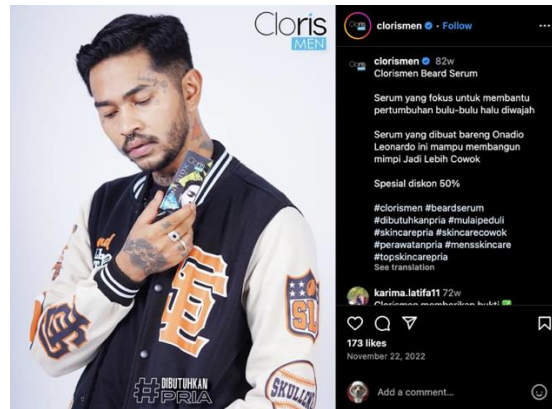 Cloris
MEN
#DIBUTUHKAN
PRIA
SKULLEN
clorismen • Follow
clorismen 82w
Clorismen Beard Serum
Serum yang fokus untuk membantu
pertumbuhan bulu-bulu halu diwajah
Serum yang dibuat bareng Onadio
Leonardo ini mampu membangun
mimpi Jadi Lebih Cowok
Spesial diskon 50%
#clorismen #beardserum
#dibutuhkanpria #mulaipeduli
#skincarepria #skincarecowok
#perawatanpria #mensskincare
#topskincarepria
See translation
karima.latifa11 72w
Clorismen memberikan bukti
173 likes
November 22, 2022
Add a comment...